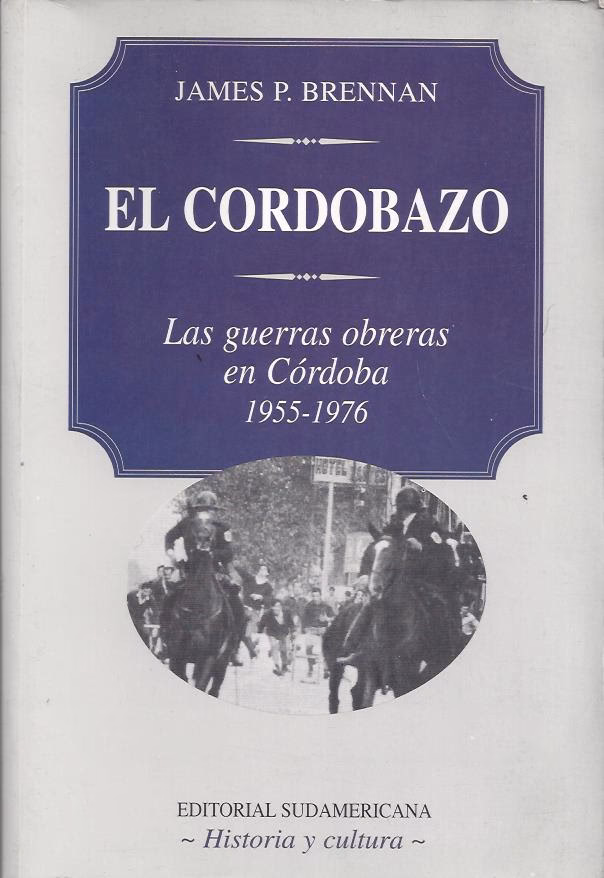 JAMES P. BRENNAN
EL CORDOBAZO
Las guerras obreras
en Córdoba
1955-1976
HOTEL
EDITORIAL SUDAMERICANA
~ Historia y cultura ~